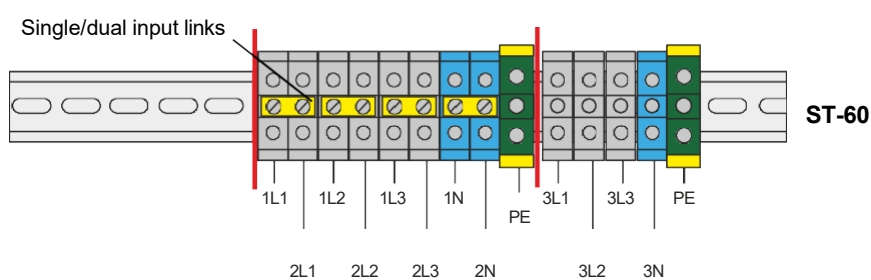 Single/dual input links
ST-60
1L1 1L2 1L3 1N PE 3L1 3L3 PE
2L1 2L2 2L3 2N 3L2 3N